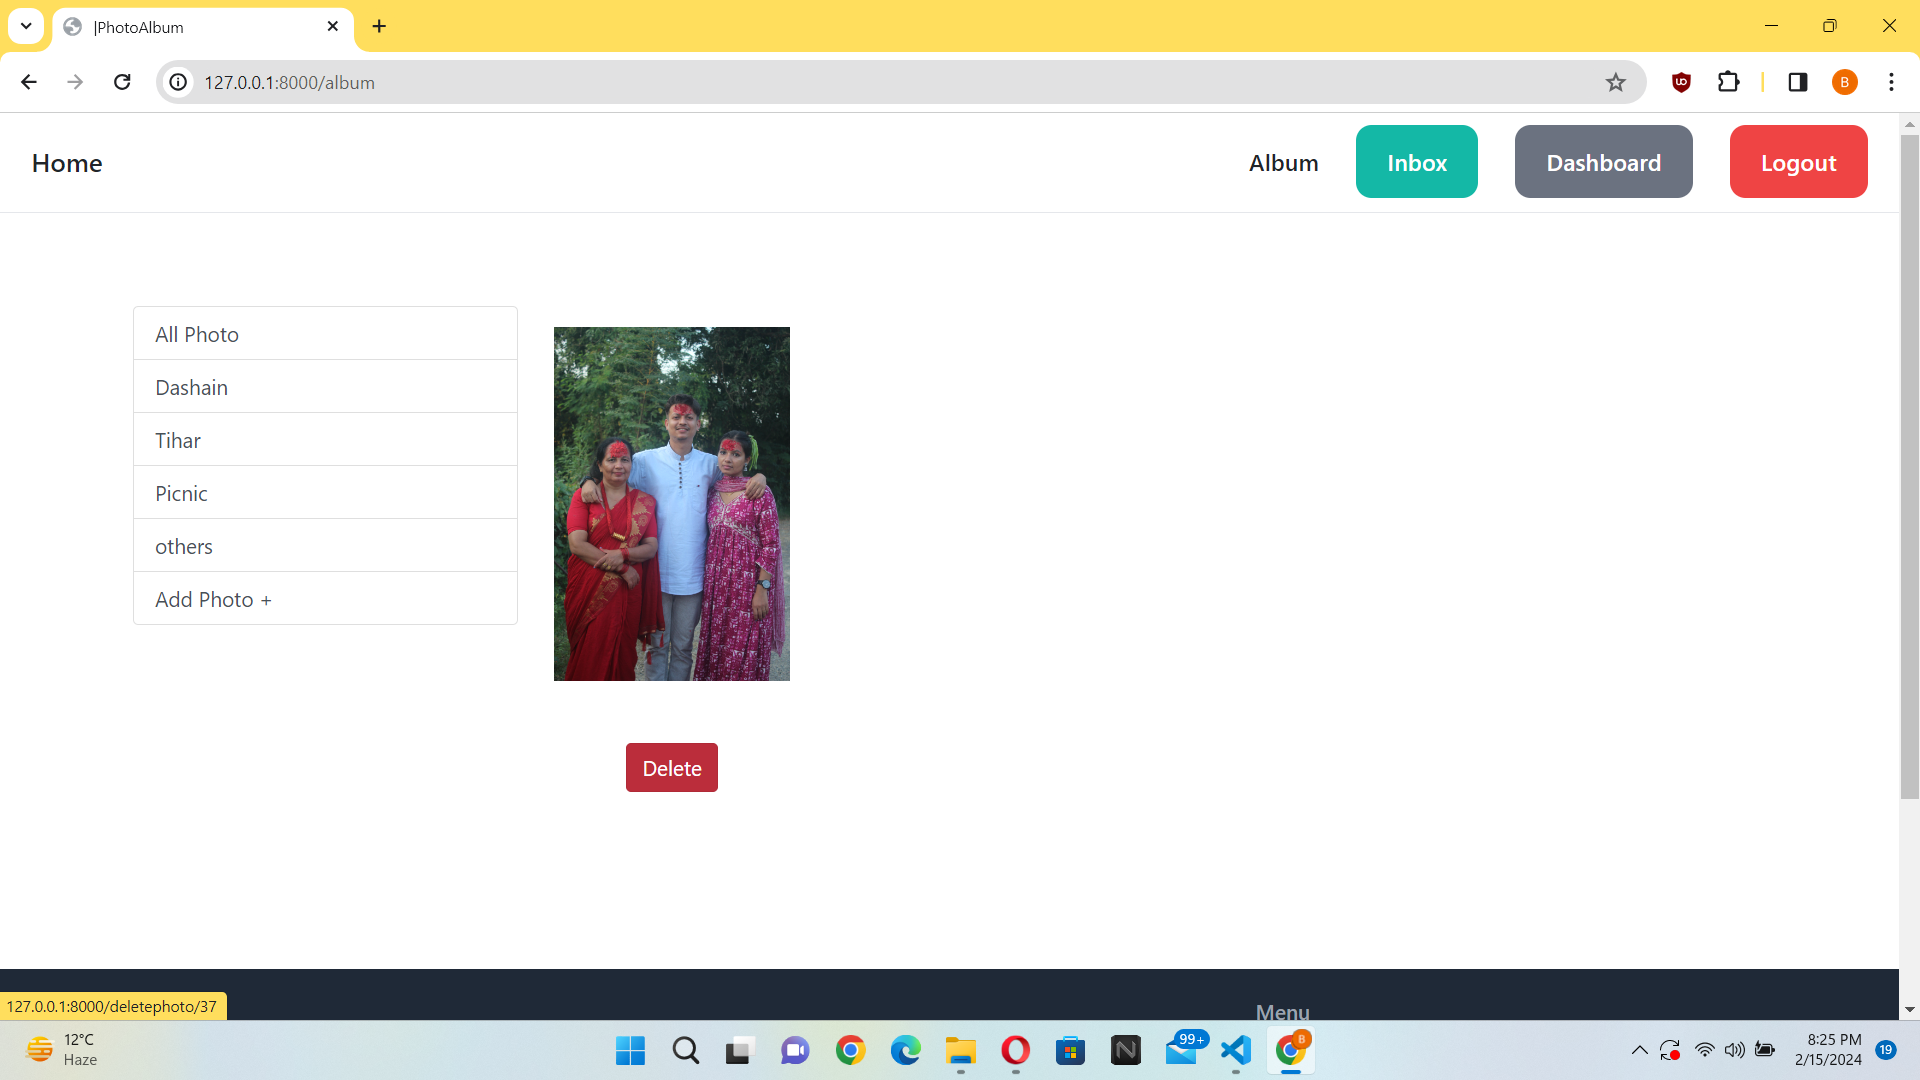 |PhotoAlbum
127.0.0.1:8000/album
B
Home
Album
Inbox
Dashboard
Logout
All Photo
Dashain
Tihar
Picnic
others
Add Photo +
Delete
Menu
127.0.0.1:8000/deletephoto/37
12°C
Haze
99+
B
8:25 PM
2/15/2024
19